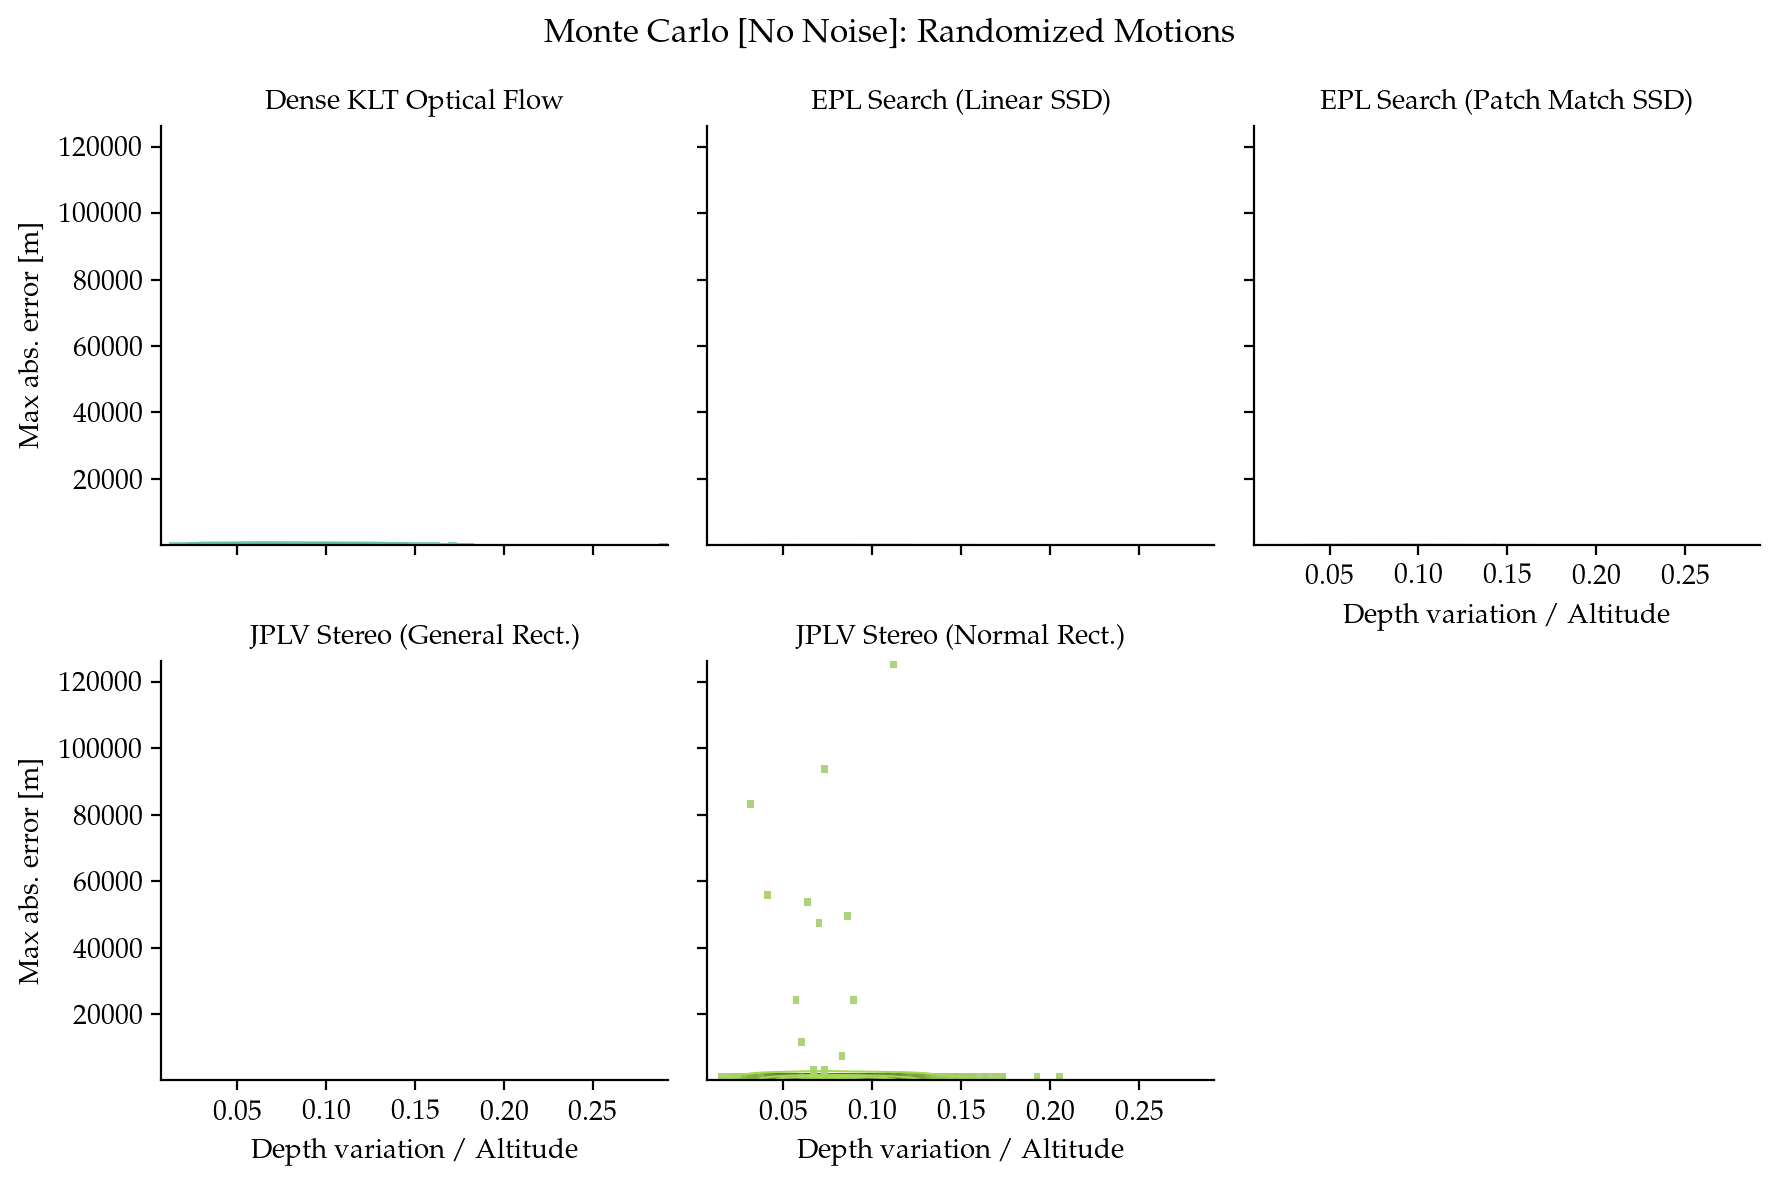 Monte Carlo [No Noise]: Randomized Motions
Dense KLT Optical Flow
EPL Search (Linear SSD)
EPL Search (Patch Match SSD)
Max abs. error [m]
120000
100000
80000
60000
40000
20000
0.05 0.10 0.15 0.20 0.25
Depth variation / Altitude
JPLV Stereo (General Rect.)
JPLV Stereo (Normal Rect.)
Max abs. error [m]
120000
100000
80000
60000
40000
20000
0.05 0.10 0.15 0.20 0.25
Depth variation / Altitude
0.05 0.10 0.15 0.20 0.25
Depth variation / Altitude